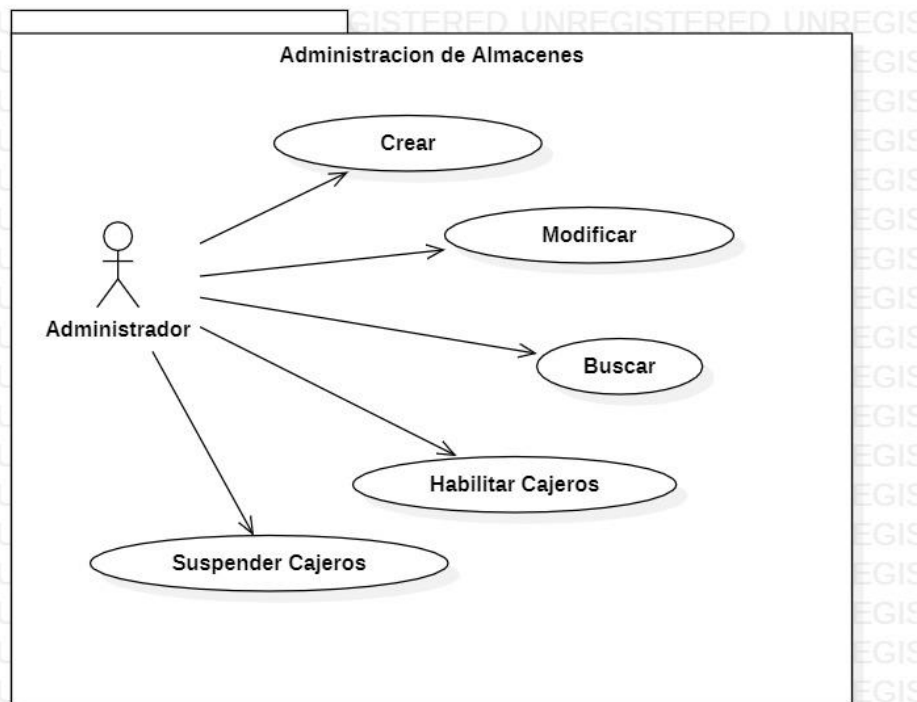 GISTERED UNREGISTERED UNREGIS
Administracion de Almacenes
Crear
Modificar
Buscar
Administrador
Habilitar Cajeros
Suspender Cajeros